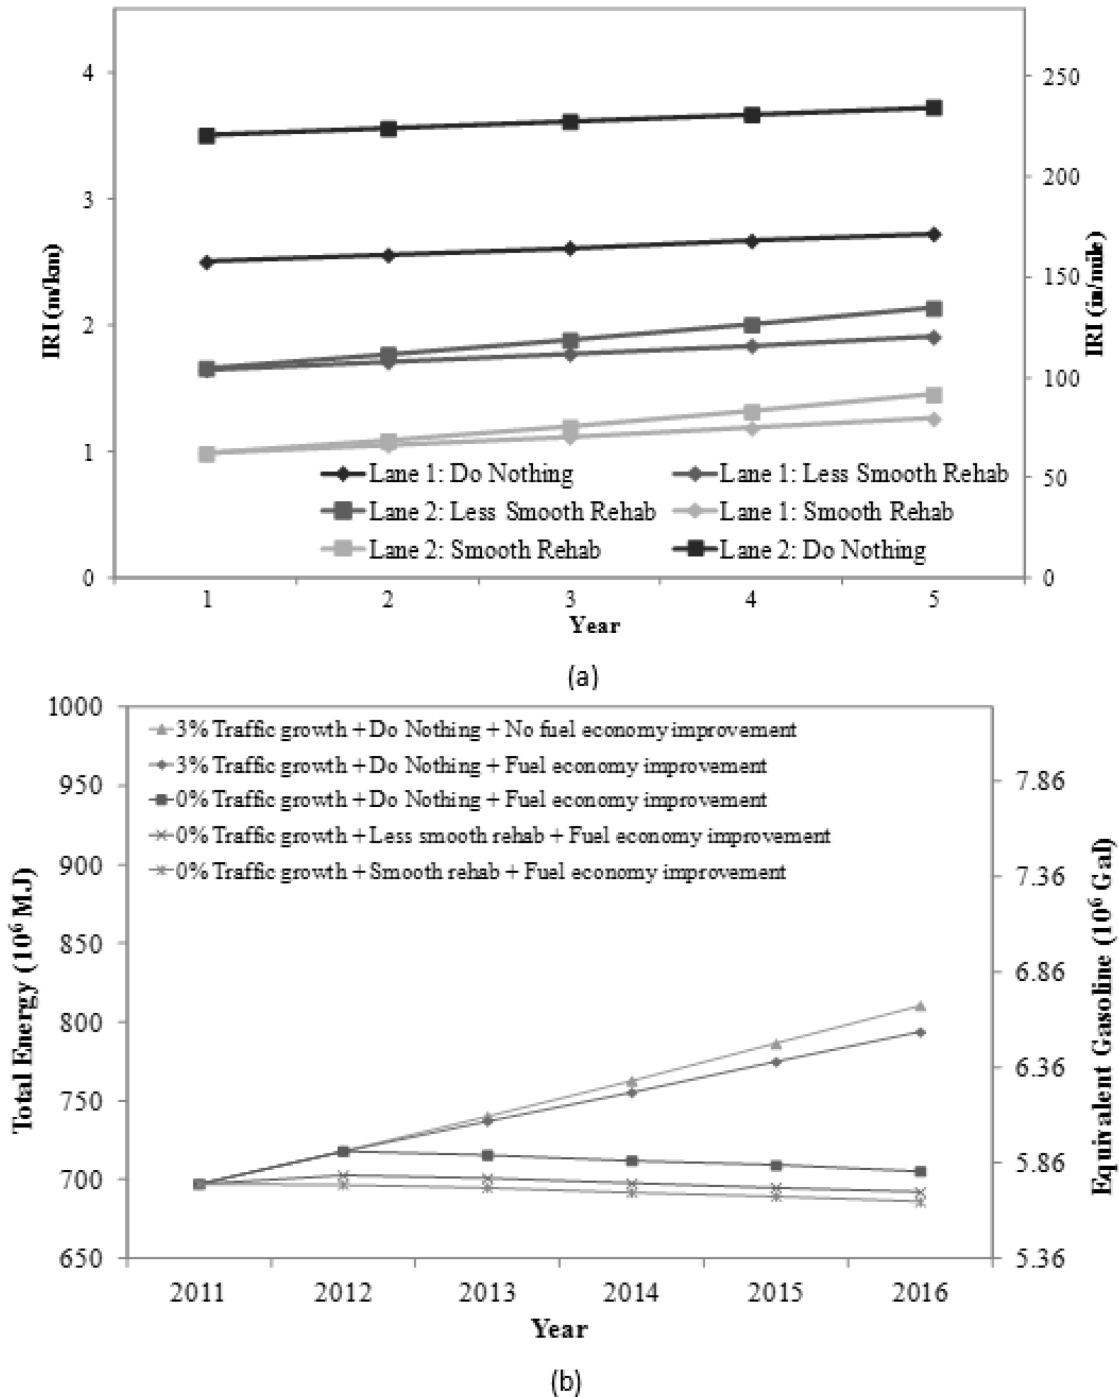 4
3
2
1
0
IRI (m/km)
250
200
150
100
50
0
IRI (in/mile)
Lane 1: Do Nothing
Lane 1: Less Smooth Rehab
Lane 2: Less Smooth Rehab
Lane 1: Smooth Rehab
Lane 2: Smooth Rehab
Lane 2: Do Nothing
1 2 3 4 5
Year
(a)
1000
950
900
850
800
750
700
650
Total Energy (10⁶ MJ)
3% Traffic growth + Do Nothing + No fuel economy improvement
3% Traffic growth + Do Nothing + Fuel economy improvement
0% Traffic growth + Do Nothing + Fuel economy improvement
0% Traffic growth + Less smooth rehab + Fuel economy improvement
0% Traffic growth + Smooth rehab + Fuel economy improvement
7.86
7.36
6.86
6.36
5.86
5.36
Equivalent Gasoline (10⁶ Gal)
2011 2012 2013 2014 2015 2016
Year
(b)